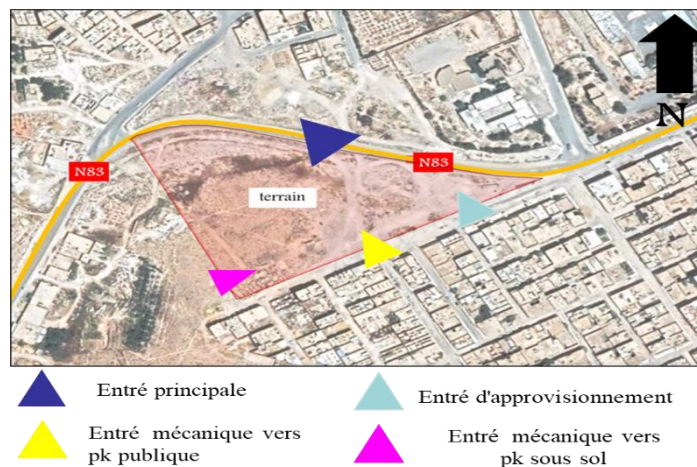 N
N83
N83
terrain
Entré principale
Entré d'approvisionnement
Entré mécanique vers
pk publique
Entré mécanique vers
pk sous sol